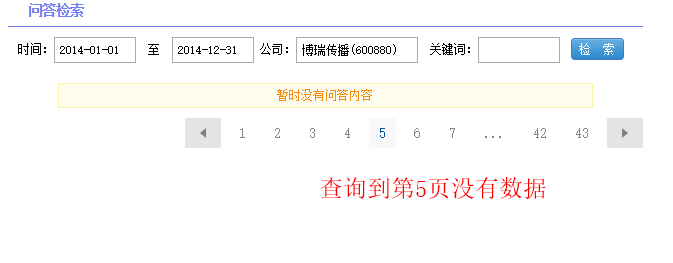 问答检索
时间: 2014-01-01 至 2014-12-31 公司: 博瑞传播(600880) 关键词: 检 索
暂时没有问答内容
1 2 3 4 5 6 7 ... 42 43
查询到第5页没有数据